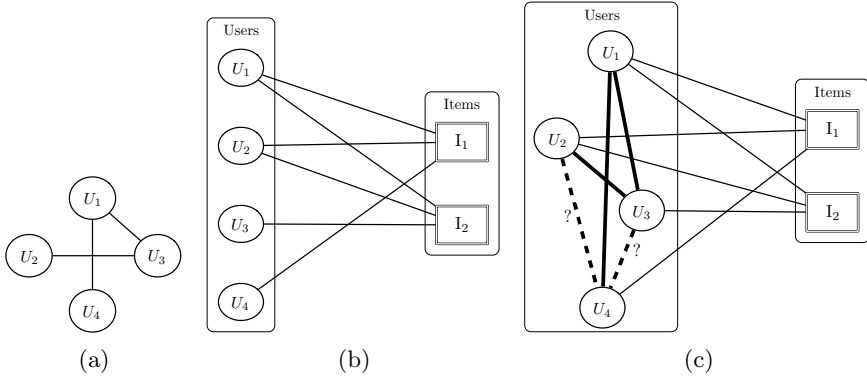 U₁
U₂
U₃
U₄
(a)
Users
U₁
U₂
U₃
U₄
Items
I₁
I₂
(b)
Users
U₁
U₂
U₃
U₄
?
?
Items
I₁
I₂
(c)